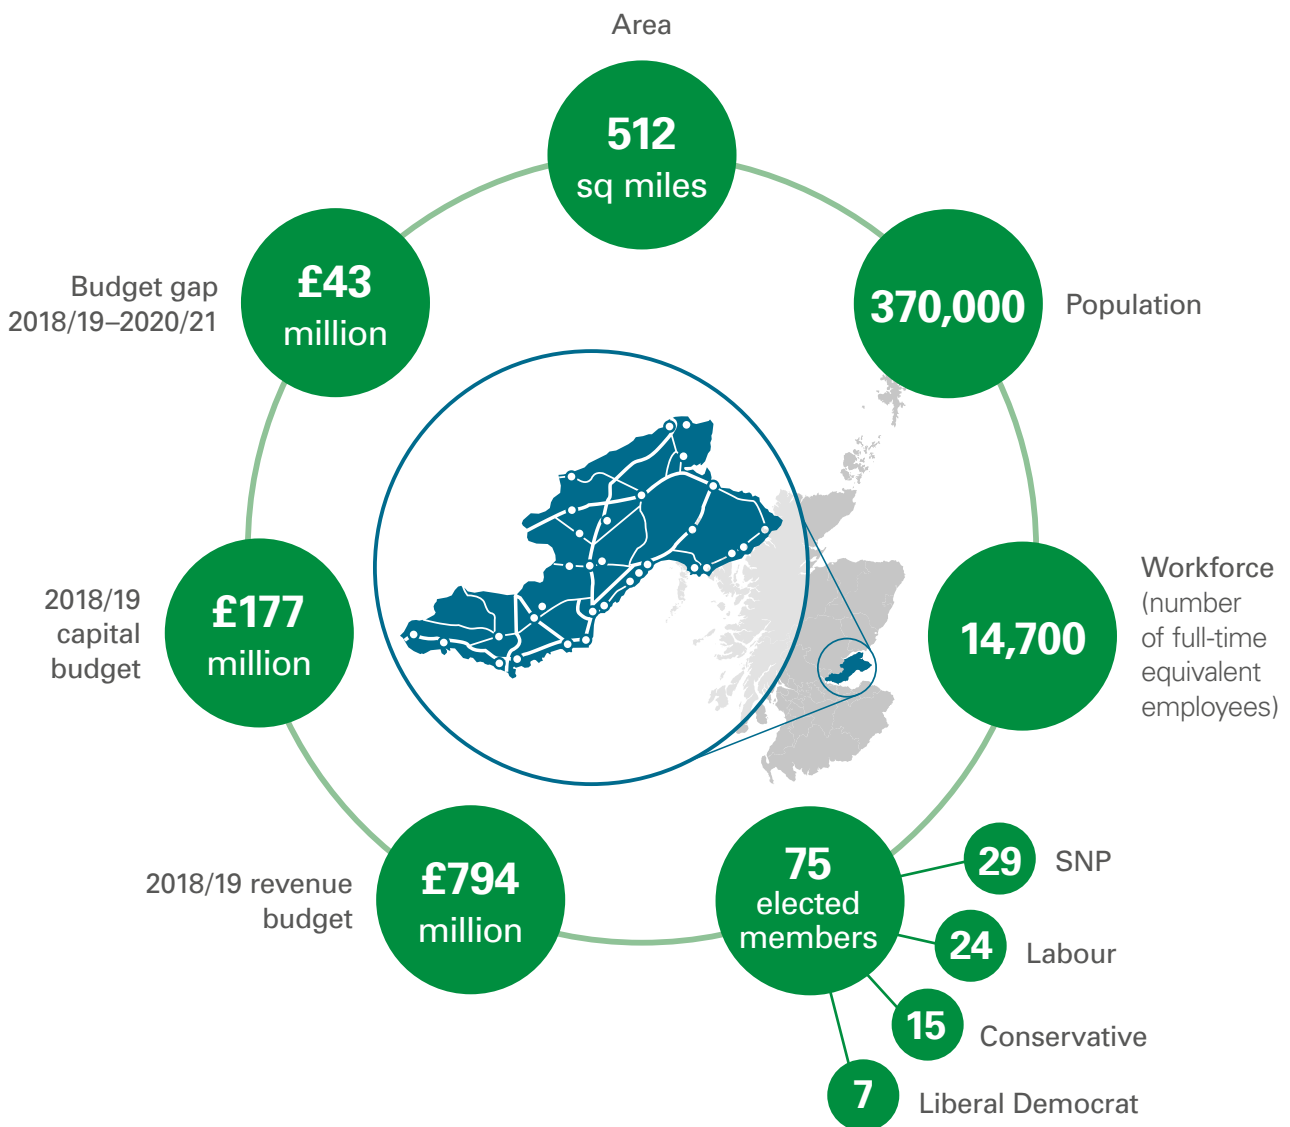 Area
512
sq miles
370,000
Population
Workforce
(number
of full-time
equivalent
employees)
14,700
75
elected
members
29
SNP
24
Labour
15
Conservative
7
Liberal Democrat
£794
million
2018/19 revenue
budget
£177
million
2018/19
capital
budget
£43
million
Budget gap
2018/19–2020/21